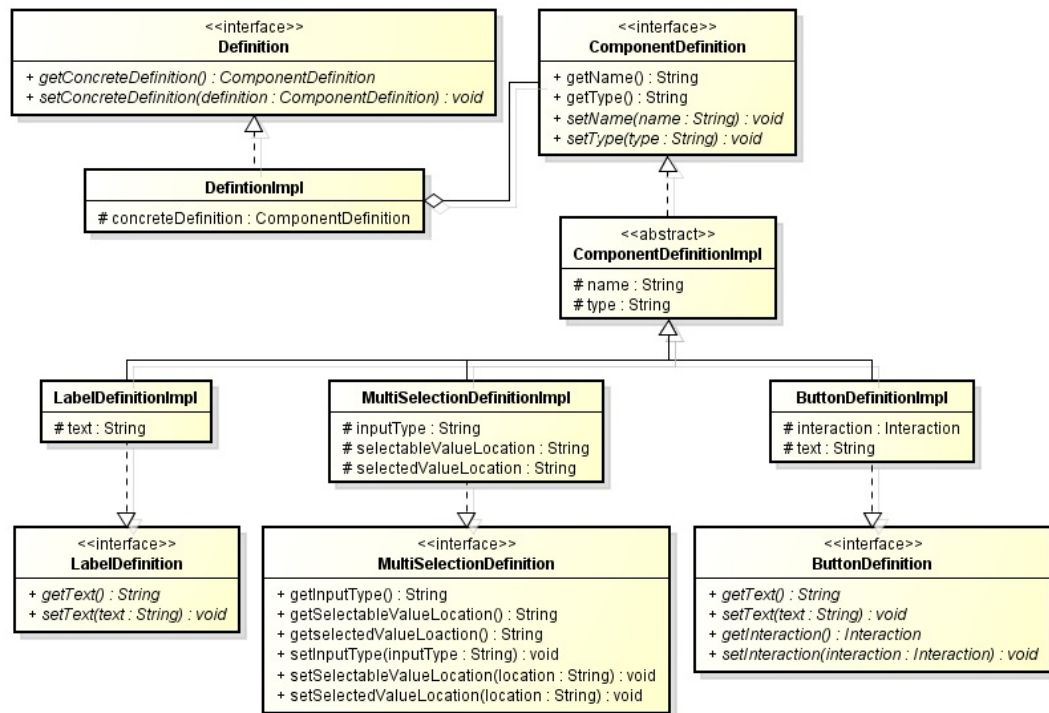 <<interface>>
Definition
+ getConcreteDefinition() : ComponentDefinition
+ setConcreteDefinition(definition : ComponentDefinition) : void
<<interface>>
ComponentDefinition
+ getName() : String
+ getType() : String
+ setName(name : String) : void
+ setType(type : String) : void
DefintionImpl
# concreteDefinition : ComponentDefinition
<<abstract>>
ComponentDefinitionImpl
# name : String
# type : String
LabelDefinitionImpl
# text : String
MultiSelectionDefinitionImpl
# inputType : String
# selectableValueLocation : String
# selectedValueLocation : String
ButtonDefinitionImpl
# interaction : Interaction
# text : String
<<interface>>
LabelDefinition
+ getText() : String
+ setText(text : String) : void
<<interface>>
MultiSelectionDefinition
+ getInputType() : String
+ getSelectableValueLocation() : String
+ getselectedValueLoaction() : String
+ setInputType(inputType : String) : void
+ setSelectableValueLocation(location : String) : void
+ setSelectedValueLocation(location : String) : void
<<interface>>
ButtonDefinition
+ getText() : String
+ setText(text : String) : void
+ getInteraction() : Interaction
+ setInteraction(interaction : Interaction) : void